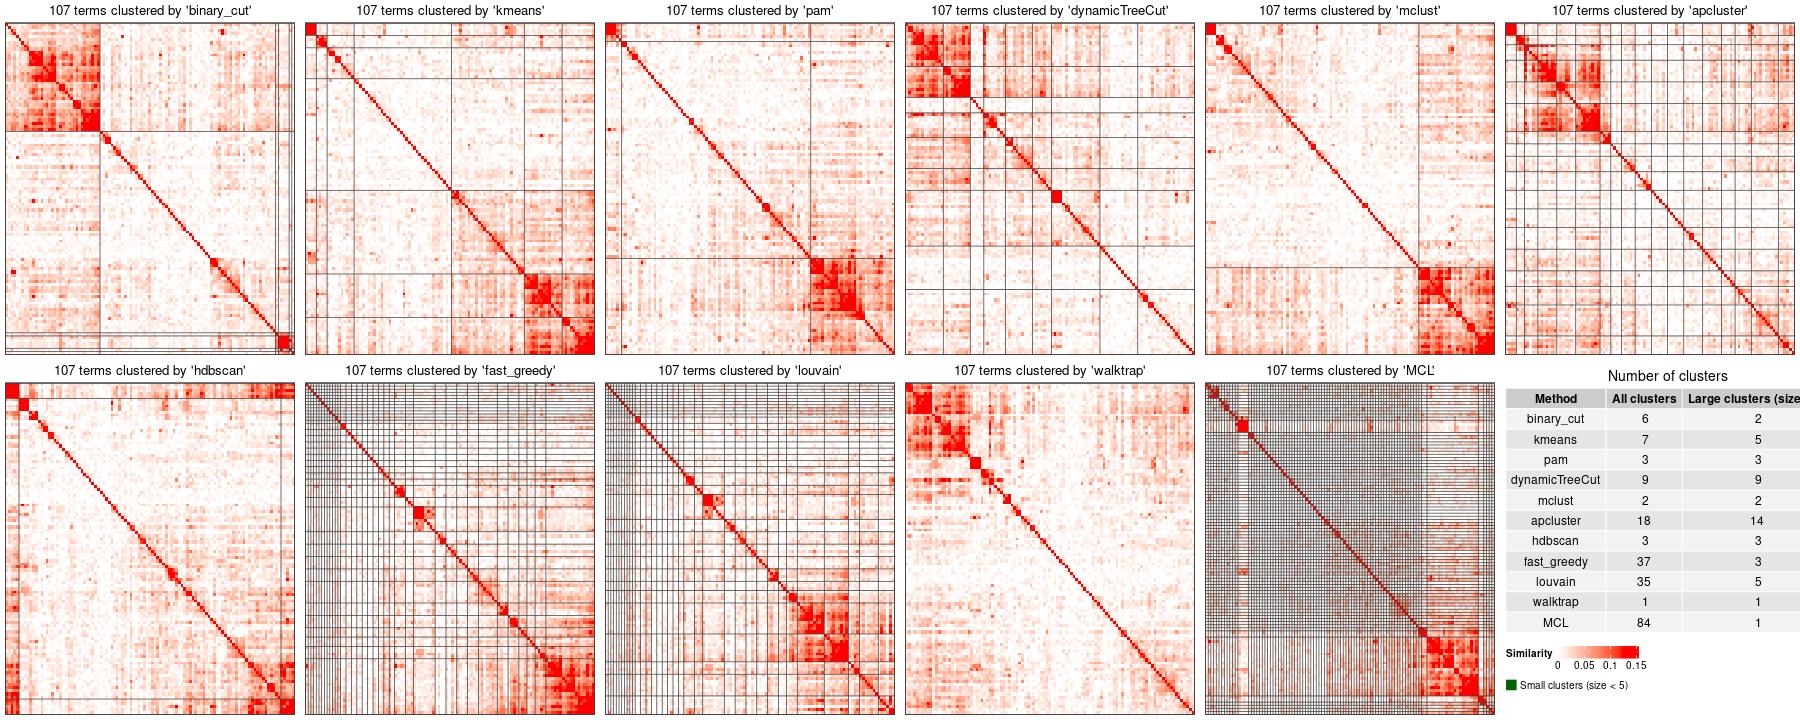 107 terms clustered by 'binary_cut'
107 terms clustered by 'kmeans'
107 terms clustered by 'pam'
107 terms clustered by 'dynamicTreeCut'
107 terms clustered by 'mclust'
107 terms clustered by 'apcluster'
107 terms clustered by 'hdbscan'
107 terms clustered by 'fast_greedy'
107 terms clustered by 'louvain'
107 terms clustered by 'walktrap'
107 terms clustered by 'MCL'
Number of clusters
Method All clusters Large clusters (size
binary_cut 6 2
kmeans 7 5
pam 3 3
dynamicTreeCut 9 9
mclust 2 2
apcluster 18 14
hdbscan 3 3
fast_greedy 37 3
louvain 35 5
walktrap 1 1
MCL 84 1
Similarity
0 0.05 0.1 0.15
Small clusters (size < 5)